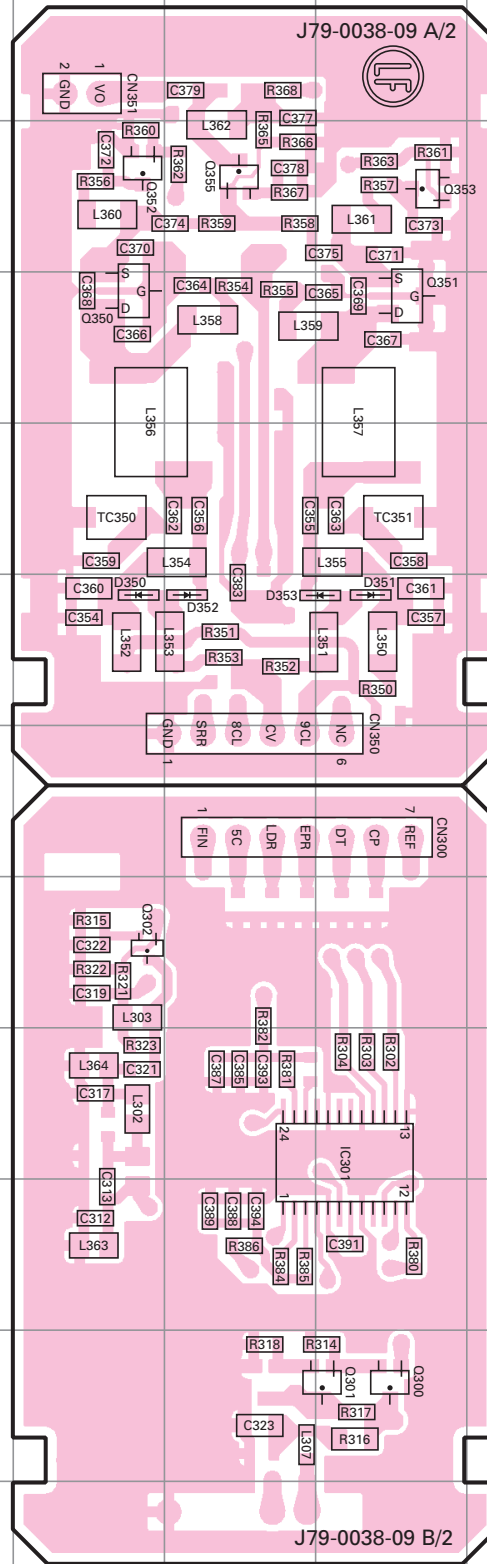 J79-0038-09 A/2
LF
2 1 CN351
GND VO
C379 R368
R360 L362 R365 C377
R366
C372 R362 Q355 C378 R363 R361
R356 Q352 R367 R357 Q353
L360 C374 R359 R358 L361 C373
C370 C375 C371
C368 S G D C364 R354 R355 C365 C369 S G D Q351
Q350
C366 L358 L359 C367
L356 L357
TC350 C362 C356 C355 C363 TC351
C359 L354 C383 L355 C358
C360 D350 D352 D353 D351 C361
C354 L352 L353 R351 L351 L350 C357
R353 R352
R350
GND SRR 8CL CV 9CL NC CN350
1 6
1 7 CN300
FIN 5C LDR EPR DT CP REF
R315 Q302
C322
R322 R321
C319
L303 R382
R323 R304 R303 R302
L364 C321 C387 C385 C393 R381
C317 L302
24 13
IC301
1 12
C313
C312 C389 C388 C394
L363 R386 C391 R380
R384 R385
R318 R314
Q301 Q300
R317
C323 L307 R316
J79-0038-09 B/2